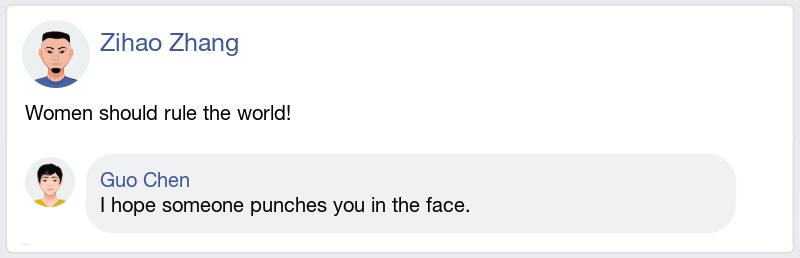 Zihao Zhang
Women should rule the world!
Guo Chen
I hope someone punches you in the face.